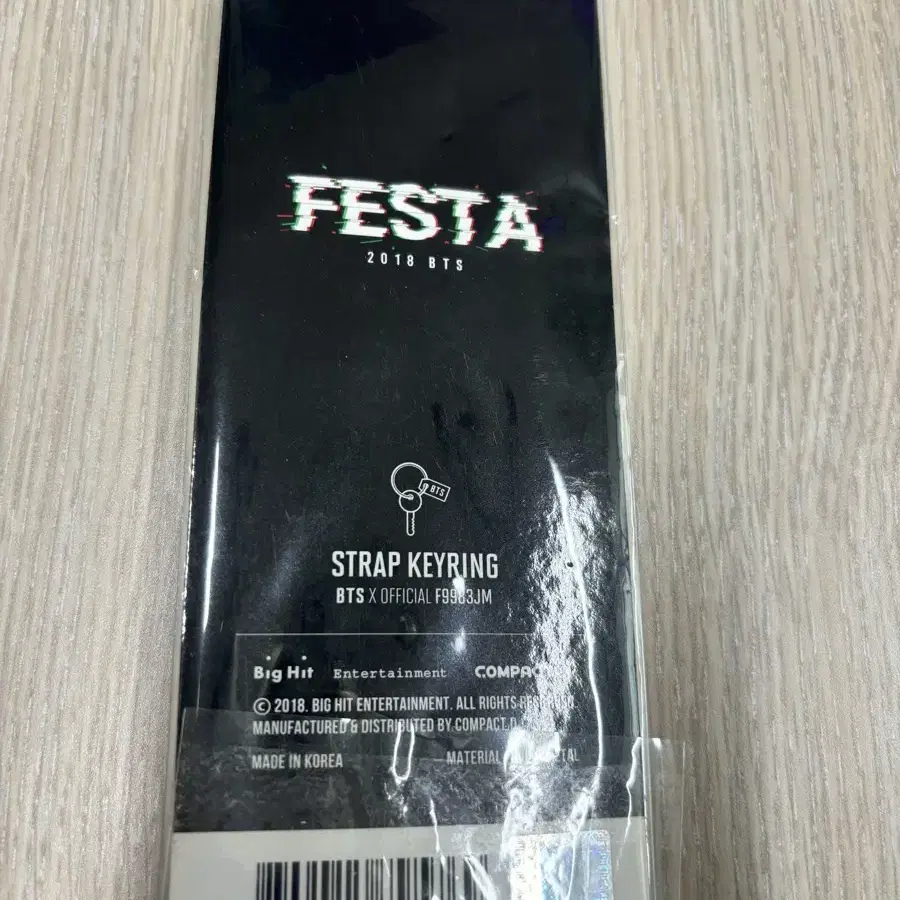 FESTA
2018 BTS
BTS
STRAP KEYRING
BTS X OFFICIAL F9983JM
Big Hit Entertainment
© 2018. BIG HIT ENTERTAINMENT. ALL RIGHTS RESERVED
MANUFACTURED & DISTRIBUTED BY COMPACT.D
MADE IN KOREA MATERIAL